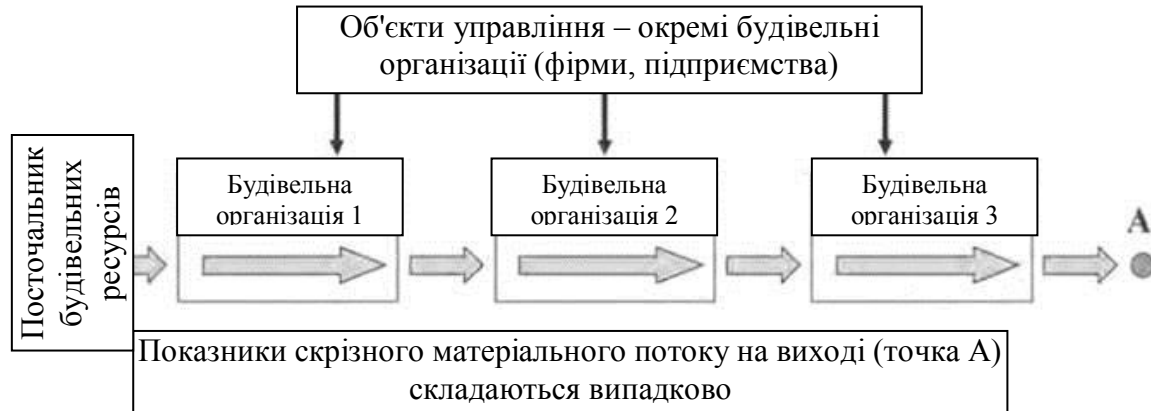 Об'єкти управління – окремі будівельні
організації (фірми, підприємства)
Посточальник
будівельних
ресурсів
Будівельна
організація 1
Будівельна
організація 2
Будівельна
організація 3
А
Показники скрізного матеріального потоку на виході (точка А)
складаються випадково